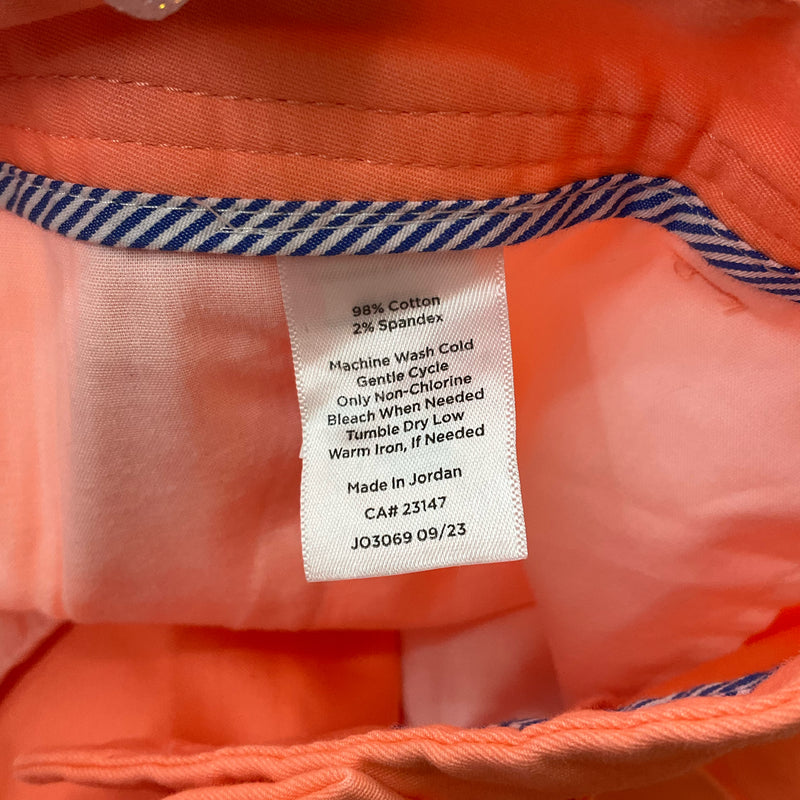 98% Cotton
2% Spandex
Machine Wash Cold
Gentle Cycle
Only Non-Chlorine
Bleach When Needed
Tumble Dry Low
Warm Iron, If Needed
Made In Jordan
CA# 23147
JO3069 09/23